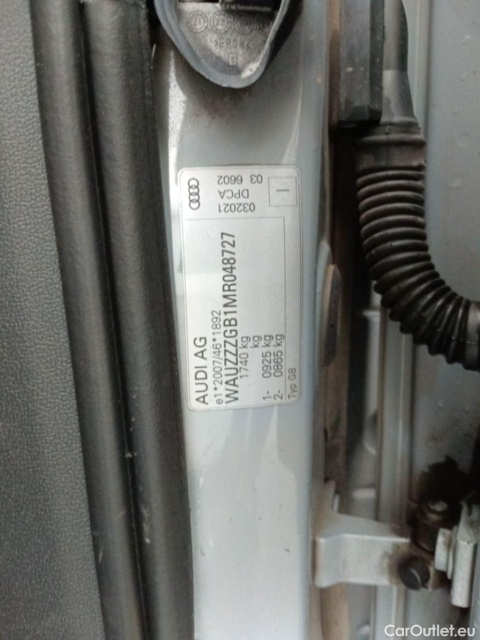 AUDI AG
e1*2007/46*1892
WAUZZZGB1MR048727
1740 kg
kg
1- 0925 kg
2- 0865 kg
Typ GB
032021
DPCA
03 6602
I
CarOutlet.eu